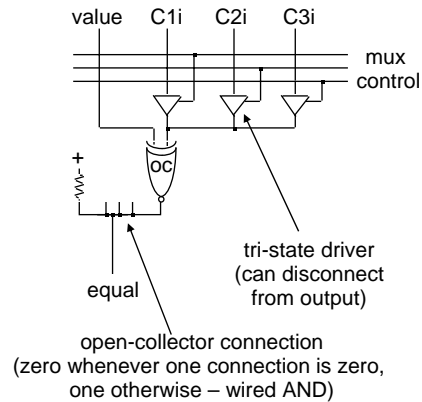 value C1i C2i C3i
mux
control
+
OC
tri-state driver
(can disconnect
from output)
equal
open-collector connection
(zero whenever one connection is zero,
one otherwise – wired AND)